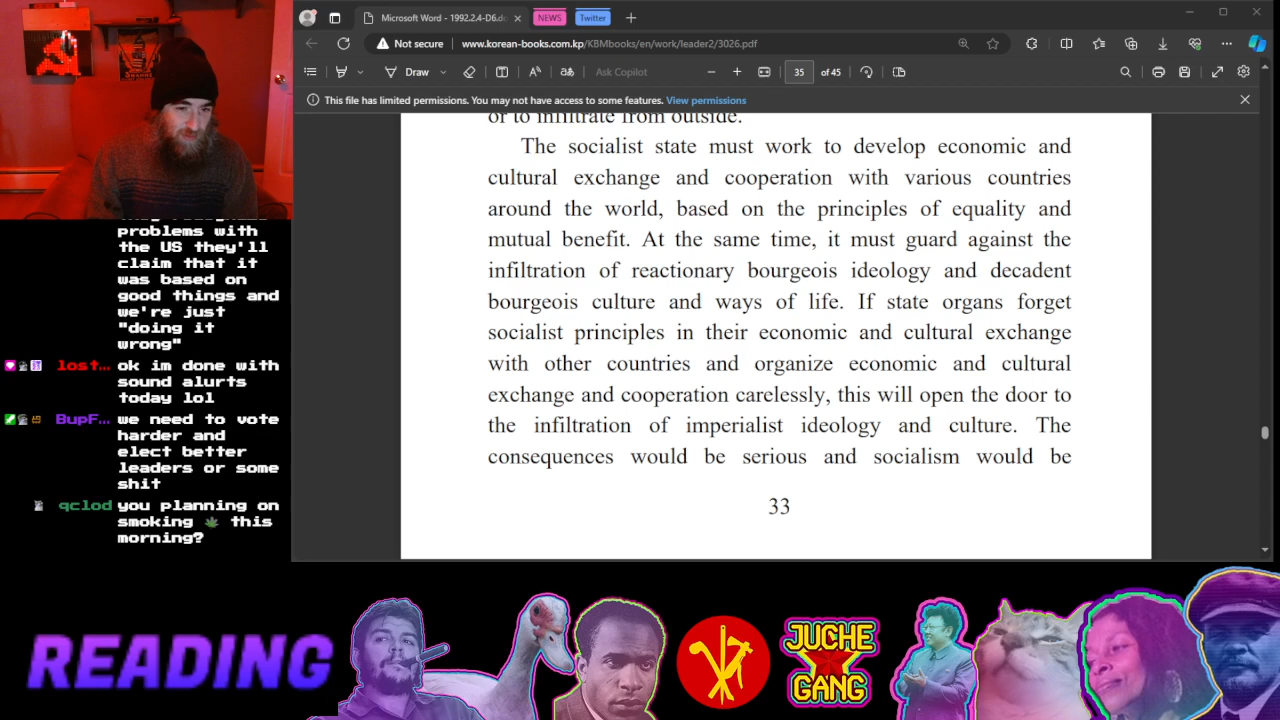 Microsoft Word - 1992.2.4-D6.d
NEWS
Twitter
Not secure
www.korean-books.com.kp/KBMbooks/en/work/leader2/3026.pdf
Draw
Ask Copilot
35
of 45
This file has limited permissions. You may not have access to some features. View permissions
or to infiltrate from outside.
The socialist state must work to develop economic and
cultural exchange and cooperation with various countries
around the world, based on the principles of equality and
mutual benefit. At the same time, it must guard against the
infiltration of reactionary bourgeois ideology and decadent
bourgeois culture and ways of life. If state organs forget
socialist principles in their economic and cultural exchange
with other countries and organize economic and cultural
exchange and cooperation carelessly, this will open the door to
the infiltration of imperialist ideology and culture. The
consequences would be serious and socialism would be
33
problems with
the US they'll
claim that it
was based on
good things and
we're just
"doing it
wrong"
lost... ok im done with
sound alurts
today lol
BupF... we need to vote
harder and
elect better
leaders or some
shit
qclod you planning on
smoking 🌿 this
morning?
READING
JUCHE
GANG